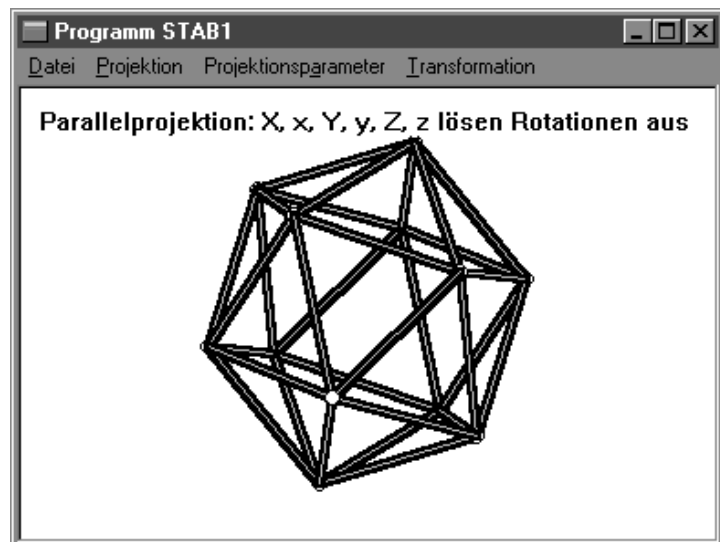 Programm STAB1
Datei Projektion Projektionsparameter Transformation
Parallelprojektion: X, x, Y, y, Z, z lösen Rotationen aus